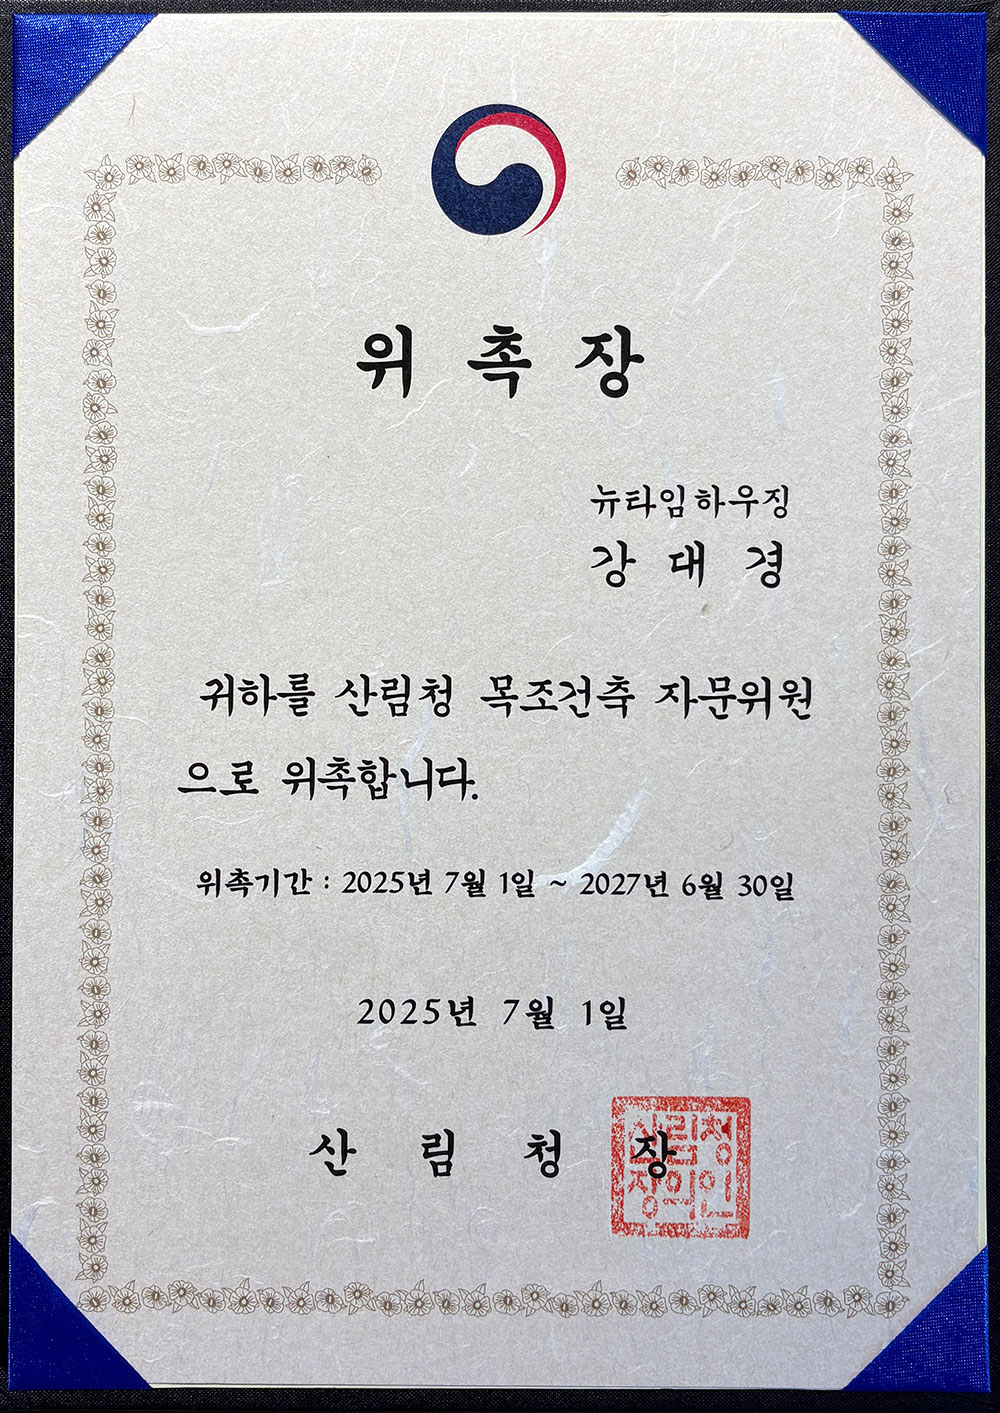 위 촉 장
뉴타임하우징
강 대 경
귀하를 산림청 목조건축 자문위원
으로 위촉합니다.
위촉기간 : 2025년 7월 1일 ~ 2027년 6월 30일
2025년 7월 1일
산 림 청 장
산림청
장의인